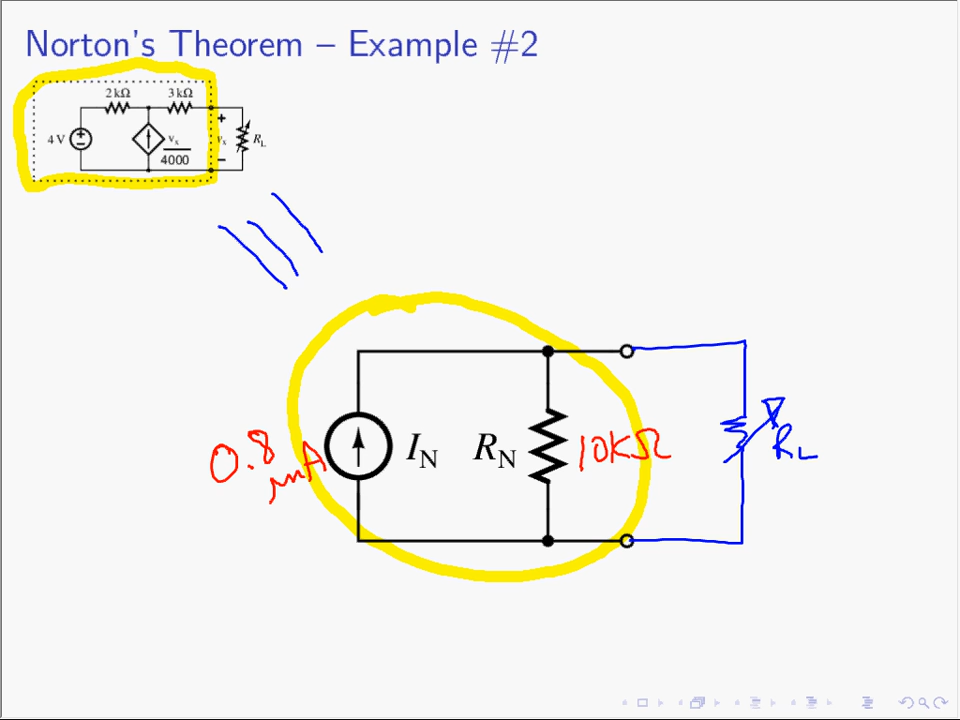 Norton's Theorem – Example #2
2 kΩ 3 kΩ
4 V + − vx/4000 + vx − RL
0.8 mA IN RN 10KΩ RL